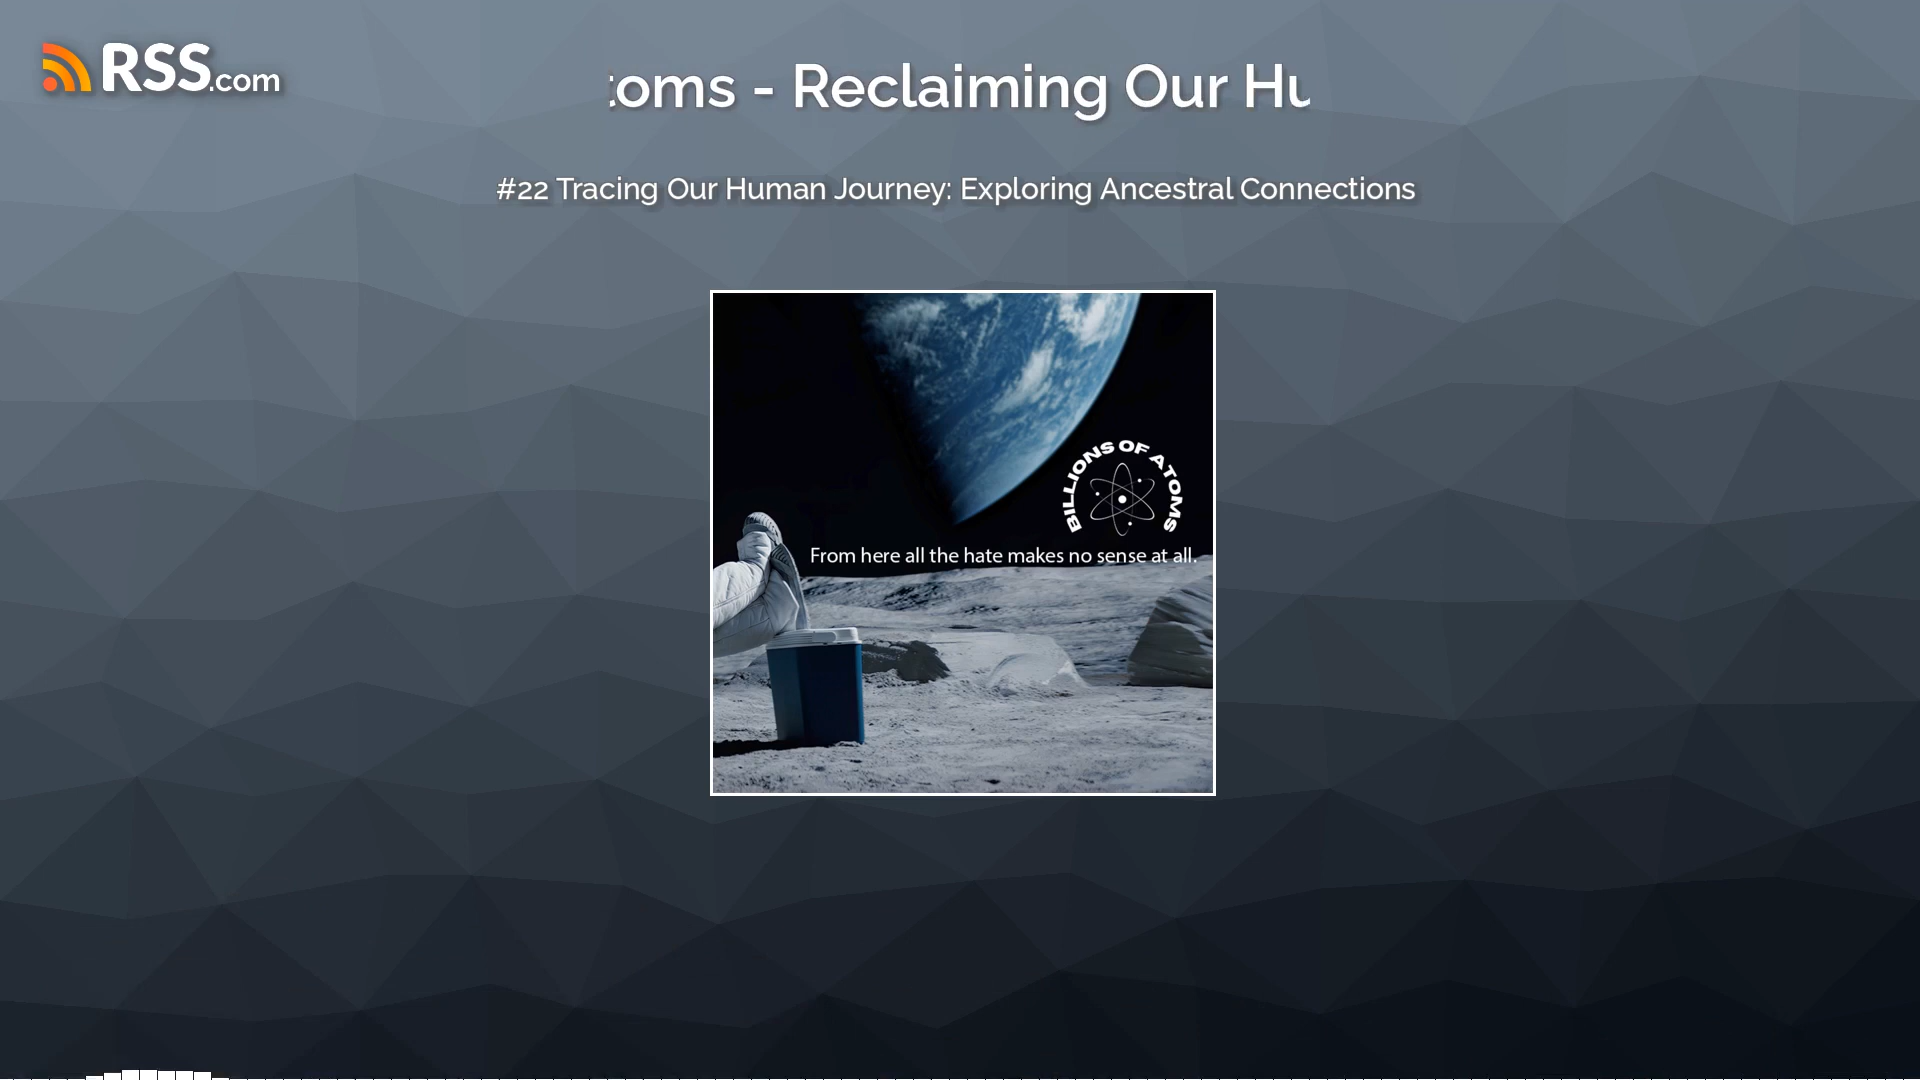 RSS.com
toms - Reclaiming Our Hu
#22 Tracing Our Human Journey: Exploring Ancestral Connections
BILLIONS OF ATOMS
From here all the hate makes no sense at all.